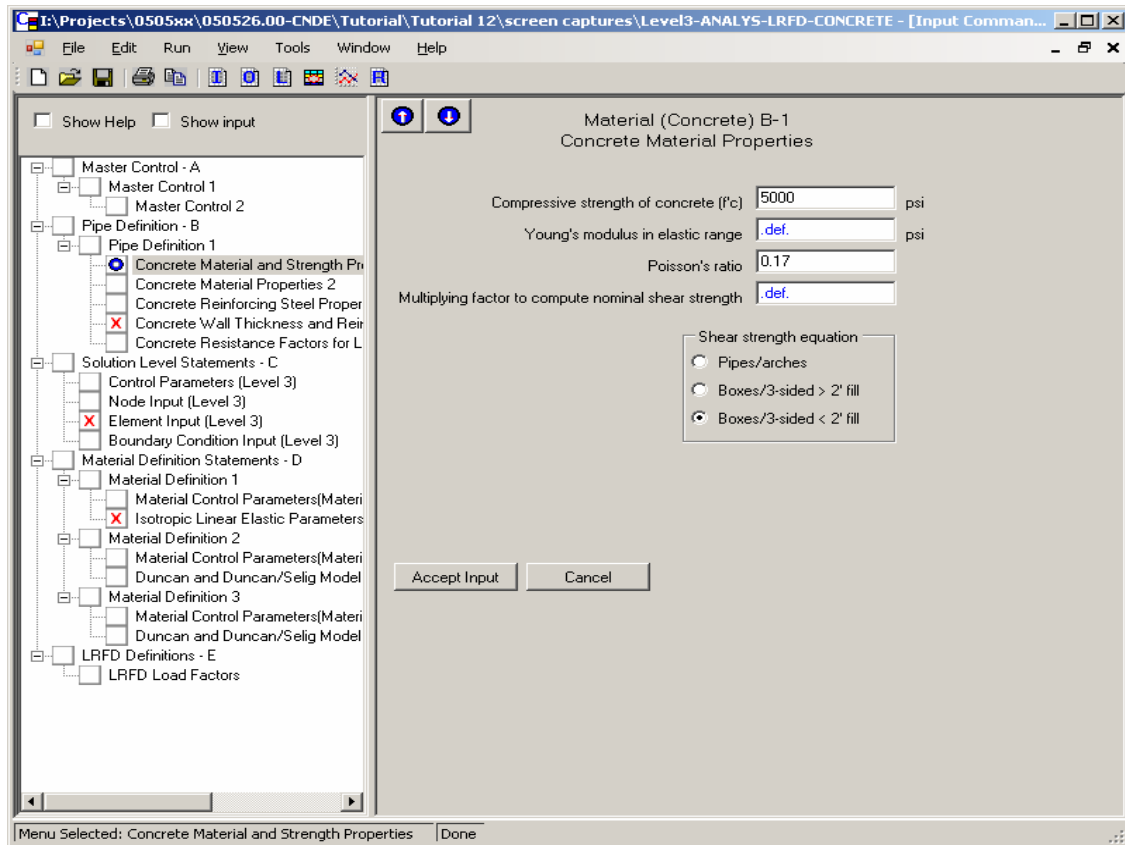 I:\Projects\0505xx\050526.00-CNDE\Tutorial\Tutorial 12\screen captures\Level3-ANALYS-LRFD-CONCRETE - [Input Comman...
File Edit Run View Tools Window Help
Show Help Show input
Master Control - A
Master Control 1
Master Control 2
Pipe Definition - B
Pipe Definition 1
Concrete Material and Strength Pr
Concrete Material Properties 2
Concrete Reinforcing Steel Proper
Concrete Wall Thickness and Reir
Concrete Resistance Factors for L
Solution Level Statements - C
Control Parameters (Level 3)
Node Input (Level 3)
Element Input (Level 3)
Boundary Condition Input (Level 3)
Material Definition Statements - D
Material Definition 1
Material Control Parameters(Materi
Isotropic Linear Elastic Parameters
Material Definition 2
Material Control Parameters(Materi
Duncan and Duncan/Selig Model
Material Definition 3
Material Control Parameters(Materi
Duncan and Duncan/Selig Model
LRFD Definitions - E
LRFD Load Factors
Material (Concrete) B-1
Concrete Material Properties
Compressive strength of concrete (f'c) 5000 psi
Young's modulus in elastic range .def. psi
Poisson's ratio 0.17
Multiplying factor to compute nominal shear strength .def.
Shear strength equation
Pipes/arches
Boxes/3-sided > 2' fill
Boxes/3-sided < 2' fill
Accept Input Cancel
Menu Selected: Concrete Material and Strength Properties Done